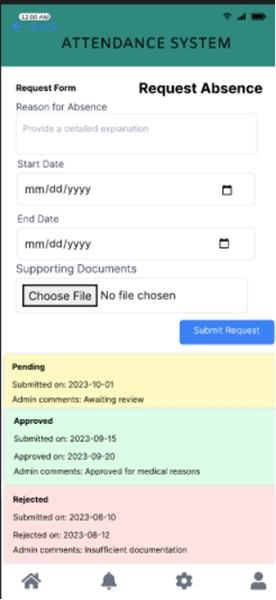 12:00 AM
← Back
ATTENDANCE SYSTEM
Request Form
Request Absence
Reason for Absence
Provide a detailed explanation
Start Date
mm/dd/yyyy
End Date
mm/dd/yyyy
Supporting Documents
Choose File No file chosen
Submit Request
Pending
Submitted on: 2023-10-01
Admin comments: Awaiting review
Approved
Submitted on: 2023-09-15
Approved on: 2023-09-20
Admin comments: Approved for medical reasons
Rejected
Submitted on: 2023-08-10
Rejected on: 2023-08-12
Admin comments: Insufficient documentation